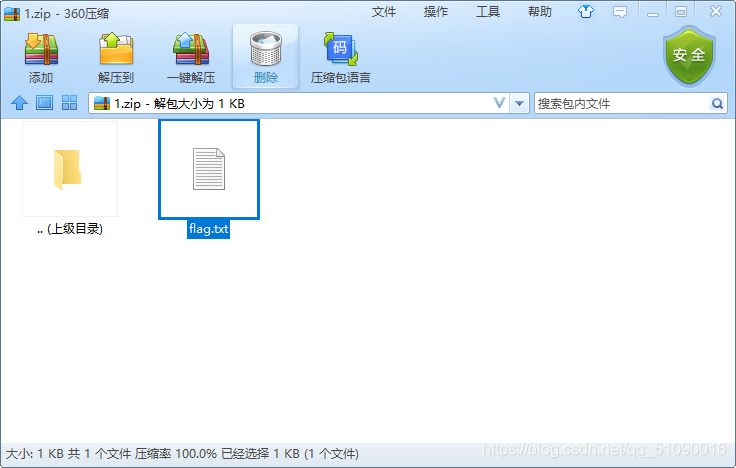 1.zip - 360压缩
文件 操作 工具 帮助
添加 解压到 一键解压 删除 压缩包语言
码
安全
1.zip - 解包大小为 1 KB
搜索包内文件
.. (上级目录)
flag.txt
大小: 1 KB 共 1 个文件 压缩率 100.0% 已经选择 1 KB (1 个文件)
https://blog.csdn.net/qq_51090016